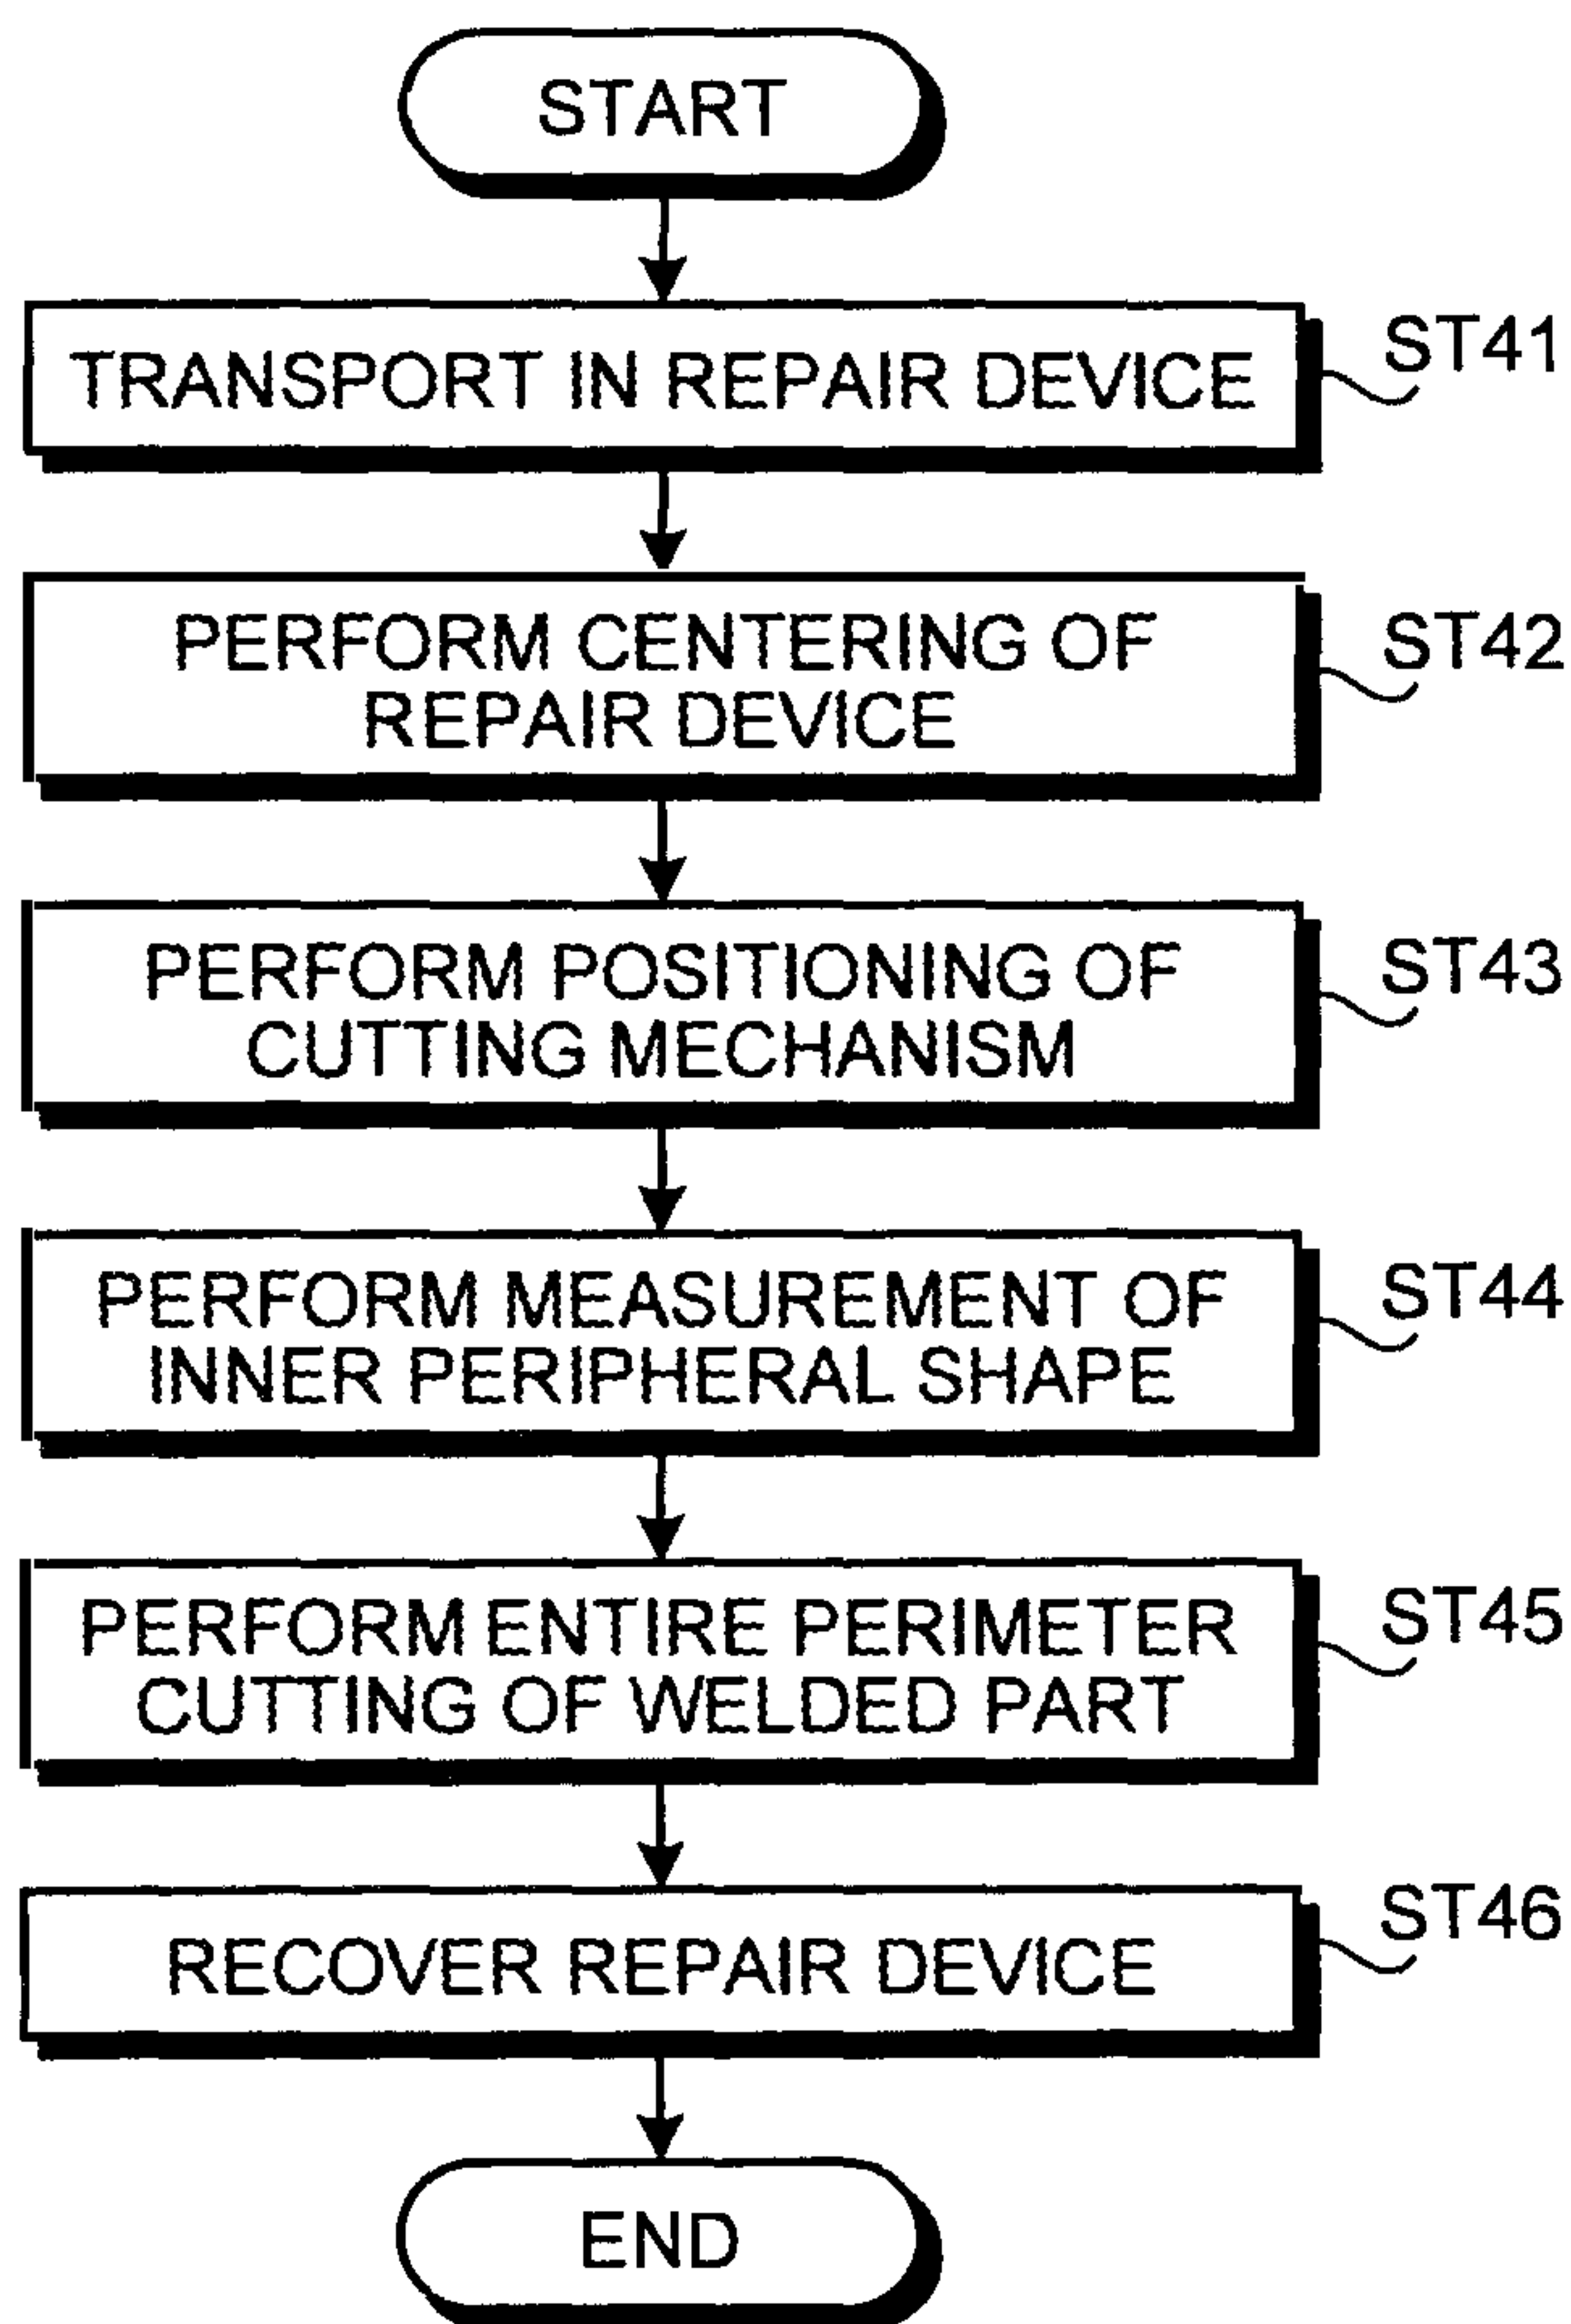 START
TRANSPORT IN REPAIR DEVICE
ST41
PERFORM CENTERING OF
REPAIR DEVICE
ST42
PERFORM POSITIONING OF
CUTTING MECHANISM
ST43
PERFORM MEASUREMENT OF
INNER PERIPHERAL SHAPE
ST44
PERFORM ENTIRE PERIMETER
CUTTING OF WELDED PART
ST45
RECOVER REPAIR DEVICE
ST46
END